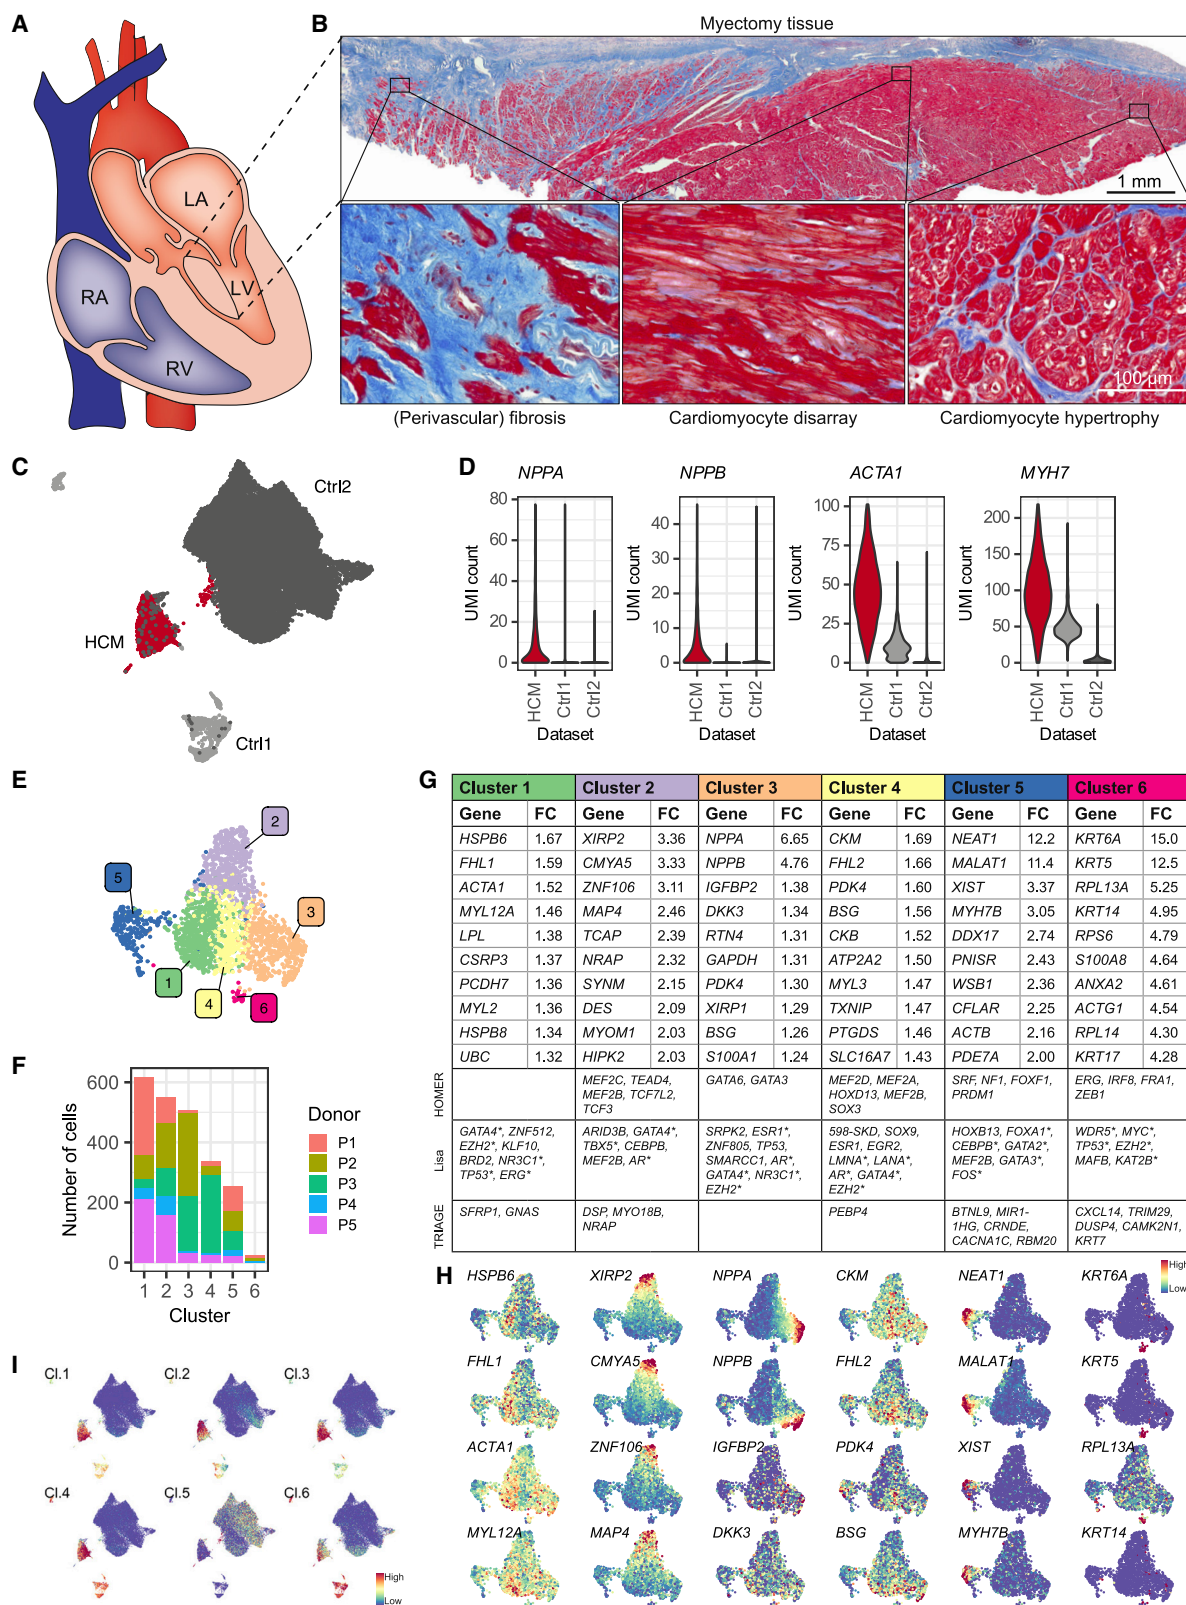 A
LA
LV
RA
RV
B
Myectomy tissue
1 mm
100 µm
(Perivascular) fibrosis
Cardiomyocyte disarray
Cardiomyocyte hypertrophy
C
Ctrl2
HCM
Ctrl1
D
NPPA
NPPB
ACTA1
MYH7
UMI count
80
60
40
20
0
HCM
Ctrl1
Ctrl2
Dataset
UMI count
40
30
20
10
0
HCM
Ctrl1
Ctrl2
Dataset
UMI count
100
75
50
25
0
HCM
Ctrl1
Ctrl2
Dataset
UMI count
200
150
100
50
0
HCM
Ctrl1
Ctrl2
Dataset
E
2
5
3
1
4
6
F
Number of cells
600
400
200
0
1 2 3 4 5 6
Cluster
Donor
P1
P2
P3
P4
P5
G
Cluster 1 Cluster 2 Cluster 3 Cluster 4 Cluster 5 Cluster 6
Gene FC Gene FC Gene FC Gene FC Gene FC Gene FC
HSPB6 1.67 XIRP2 3.36 NPPA 6.65 CKM 1.69 NEAT1 12.2 KRT6A 15.0
FHL1 1.59 CMYA5 3.33 NPPB 4.76 FHL2 1.66 MALAT1 11.4 KRT5 12.5
ACTA1 1.52 ZNF106 3.11 IGFBP2 1.38 PDK4 1.60 XIST 3.37 RPL13A 5.25
MYL12A 1.46 MAP4 2.46 DKK3 1.34 BSG 1.56 MYH7B 3.05 KRT14 4.95
LPL 1.38 TCAP 2.39 RTN4 1.31 CKB 1.52 DDX17 2.74 RPS6 4.79
CSRP3 1.37 NRAP 2.32 GAPDH 1.31 ATP2A2 1.50 PNISR 2.43 S100A8 4.64
PCDH7 1.36 SYNM 2.15 PDK4 1.30 MYL3 1.47 WSB1 2.36 ANXA2 4.61
MYL2 1.36 DES 2.09 XIRP1 1.29 TXNIP 1.47 CFLAR 2.25 ACTG1 4.54
HSPB8 1.34 MYOM1 2.03 BSG 1.26 PTGDS 1.46 ACTB 2.16 RPL14 4.30
UBC 1.32 HIPK2 2.03 S100A1 1.24 SLC16A7 1.43 PDE7A 2.00 KRT17 4.28
HOMER
MEF2C, TEAD4,
MEF2B, TCF7L2,
TCF3
GATA6, GATA3
MEF2D, MEF2A,
HOXD13, MEF2B,
SOX3
SRF, NF1, FOXF1,
PRDM1
ERG, IRF8, FRA1,
ZEB1
Lisa
GATA4*, ZNF512,
EZH2*, KLF10,
BRD2, NR3C1*,
TP53*, ERG*
ARID3B, GATA4*,
TBX5*, CEBPB,
MEF2B, AR*
SRPK2, ESR1*,
ZNF805, TP53,
SMARCC1, AR*,
GATA4*, NR3C1*,
EZH2*
598-SKD, SOX9,
ESR1, EGR2,
LMNA*, LANA*,
AR*, GATA4*,
EZH2*
HOXB13, FOXA1*,
CEBPB*, GATA2*,
MEF2B, GATA3*,
FOS*
WDR5*, MYC*,
TP53*, EZH2*,
MAFB, KAT2B*
TRIAGE
SFRP1, GNAS
DSP, MYO18B,
NRAP
PEBP4
BTNL9, MIR1-
1HG, CRNDE,
CACNA1C, RBM20
CXCL14, TRIM29,
DUSP4, CAMK2N1,
KRT7
H
HSPB6 XIRP2 NPPA CKM NEAT1 KRT6A
High
Low
FHL1 CMYA5 NPPB FHL2 MALAT1 KRT5
ACTA1 ZNF106 IGFBP2 PDK4 XIST RPL13A
MYL12A MAP4 DKK3 BSG MYH7B KRT14
I
Cl.1 Cl.2 Cl.3
Cl.4 Cl.5 Cl.6
High
Low